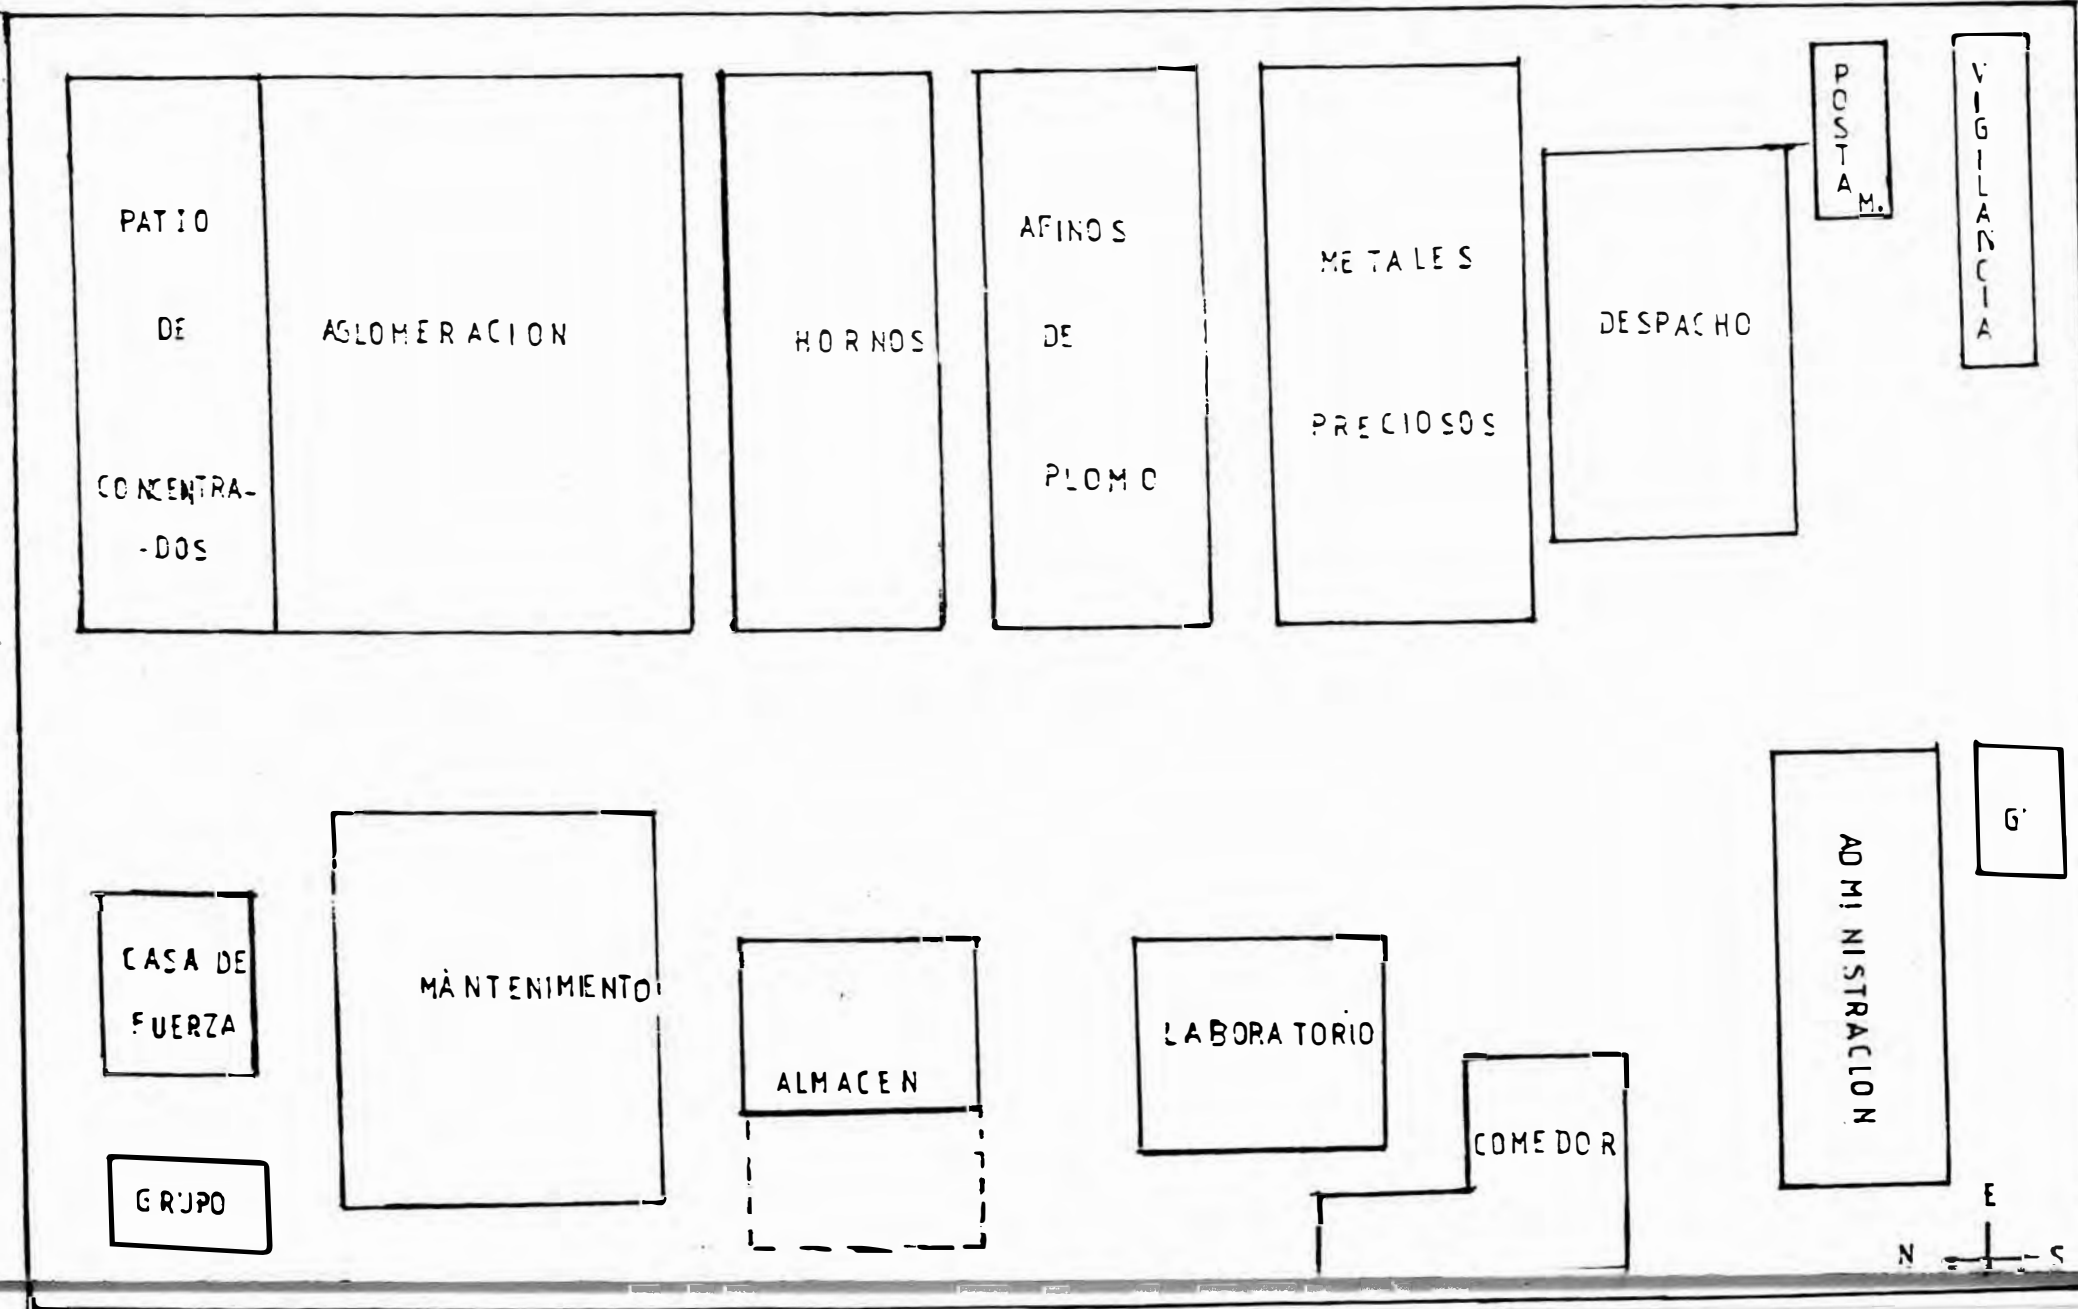 PATIO
DE
CONCENTRA-
-DOS
AGLOMERACION
HORNOS
AFINOS
DE
PLOMO
METALES
PRECIOSOS
DESPACHO
POSTA M.
VIGILANCIA
CASA DE
FUERZA
GRUPO
MANTENIMIENTO
ALMACEN
LABORATORIO
COMEDOR
ADMINISTRACION
G
E
N S